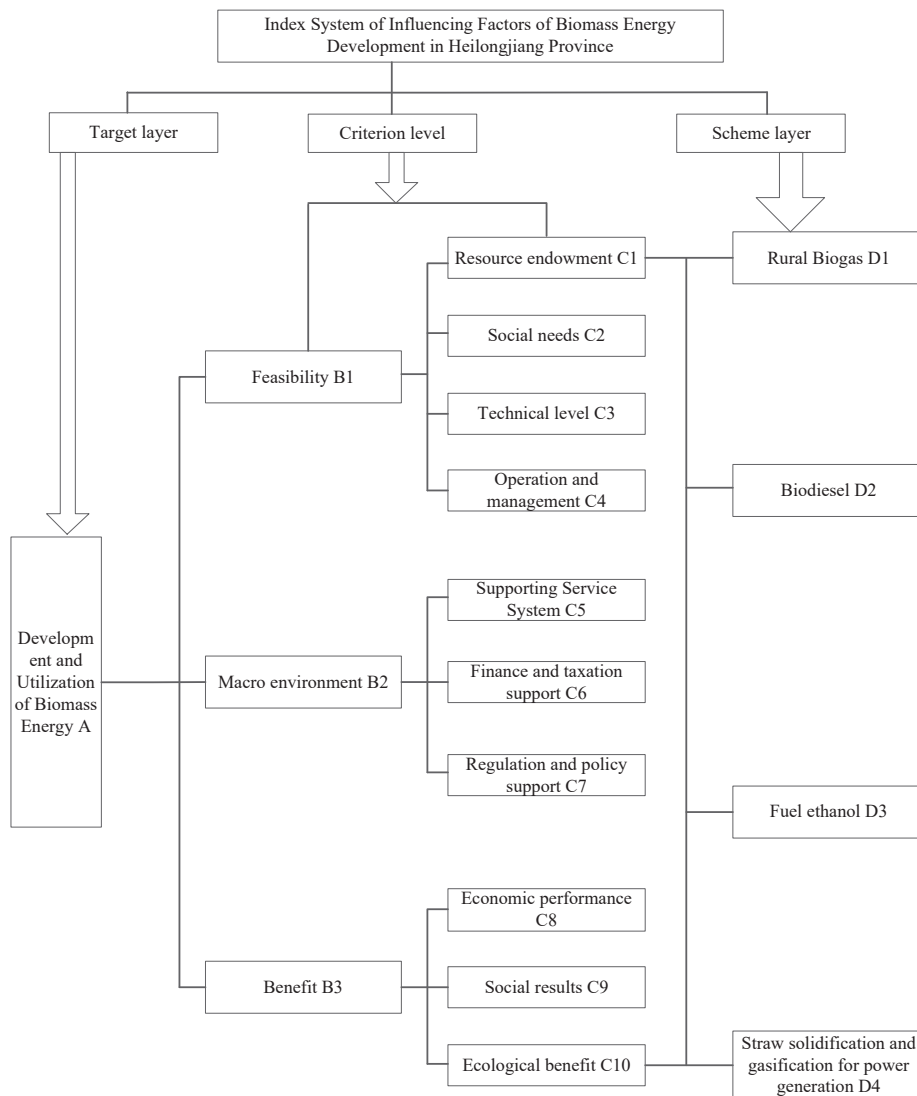 Index System of Influencing Factors of Biomass Energy
Development in Heilongjiang Province
Target layer
Criterion level
Scheme layer
Resource endowment C1
Rural Biogas D1
Social needs C2
Feasibility B1
Technical level C3
Operation and
management C4
Biodiesel D2
Developm
ent and
Utilization
of Biomass
Energy A
Supporting Service
System C5
Macro environment B2
Finance and taxation
support C6
Regulation and policy
support C7
Fuel ethanol D3
Economic performance
C8
Benefit B3
Social results C9
Ecological benefit C10
Straw solidification and
gasification for power
generation D4